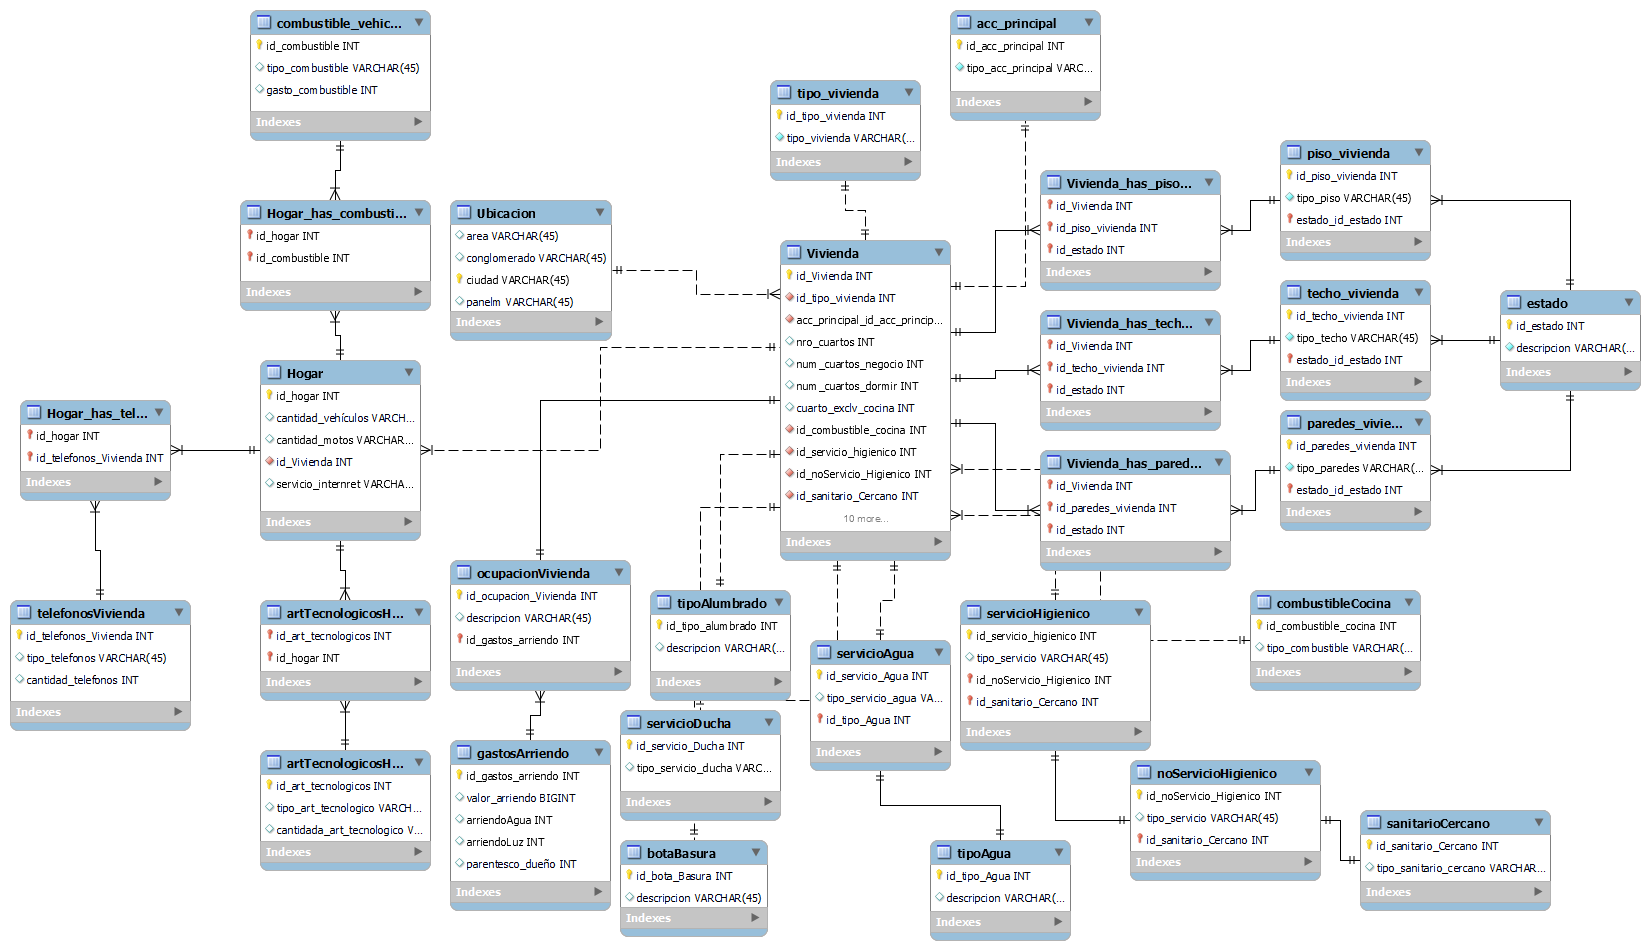 combustible_vehic...
id_combustible INT
tipo_combustible VARCHAR(45)
gasto_combustible INT
Indexes
acc_principal
id_acc_principal INT
tipo_acc_principal VARC...
Indexes
tipo_vivienda
id_tipo_vivienda INT
tipo_vivienda VARCHAR(...
Indexes
piso_vivienda
id_piso_vivienda INT
tipo_piso VARCHAR(45)
estado_id_estado INT
Indexes
Vivienda_has_piso...
id_Vivienda INT
id_piso_vivienda INT
id_estado INT
Indexes
Hogar_has_combusti...
id_hogar INT
id_combustible INT
Indexes
Ubicacion
area VARCHAR(45)
conglomerado VARCHAR(45)
ciudad VARCHAR(45)
panelm VARCHAR(45)
Indexes
Vivienda
id_Vivienda INT
id_tipo_vivienda INT
acc_principal_id_acc_princip...
nro_cuartos INT
num_cuartos_negocio INT
num_cuartos_dormir INT
cuarto_exclv_cocina INT
id_combustible_cocina INT
id_servicio_higienico INT
id_noServicio_Higienico INT
id_sanitario_Cercano INT
10 more...
Indexes
techo_vivienda
id_techo_vivienda INT
tipo_techo VARCHAR(45)
estado_id_estado INT
Indexes
estado
id_estado INT
descripcion VARCHAR(...
Indexes
Vivienda_has_tech...
id_Vivienda INT
id_techo_vivienda INT
id_estado INT
Indexes
Hogar
id_hogar INT
cantidad_vehículos VARCH...
cantidad_motos VARCHAR...
id_Vivienda INT
servicio_internret VARCHA...
Indexes
Hogar_has_tel...
id_hogar INT
id_telefonos_Vivienda INT
Indexes
paredes_vivie...
id_paredes_vivienda INT
tipo_paredes VARCHAR(...
estado_id_estado INT
Indexes
Vivienda_has_pared...
id_Vivienda INT
id_paredes_vivienda INT
id_estado INT
Indexes
ocupacionVivienda
id_ocupacion_Vivienda INT
descripcion VARCHAR(45)
id_gastos_arriendo INT
Indexes
tipoAlumbrado
id_tipo_alumbrado INT
descripcion VARCHAR(...
Indexes
servicioHigienico
id_servicio_higienico INT
tipo_servicio VARCHAR(45)
id_noServicio_Higienico INT
id_sanitario_Cercano INT
Indexes
combustibleCocina
id_combustible_cocina INT
tipo_combustible VARCHAR(...
Indexes
telefonosVivienda
id_telefonos_Vivienda INT
tipo_telefonos VARCHAR(45)
cantidad_telefonos INT
Indexes
artTecnologicosH...
id_art_tecnologicos INT
id_hogar INT
Indexes
servicioAgua
id_servicio_Agua INT
tipo_servicio_agua VA...
id_tipo_Agua INT
Indexes
servicioDucha
id_servicio_Ducha INT
tipo_servicio_ducha VARC...
Indexes
artTecnologicosH...
id_art_tecnologicos INT
tipo_art_tecnologico VARCH...
cantidada_art_tecnologico V...
Indexes
gastosArriendo
id_gastos_arriendo INT
valor_arriendo BIGINT
arriendoAgua INT
arriendoLuz INT
parentesco_dueño INT
Indexes
noServicioHigienico
id_noServicio_Higienico INT
tipo_servicio VARCHAR(45)
id_sanitario_Cercano INT
Indexes
sanitarioCercano
id_sanitario_Cercano INT
tipo_sanitario_cercano VARCHAR...
Indexes
botaBasura
id_bota_Basura INT
descripcion VARCHAR(45)
Indexes
tipoAgua
id_tipo_Agua INT
descripcion VARCHAR(...
Indexes